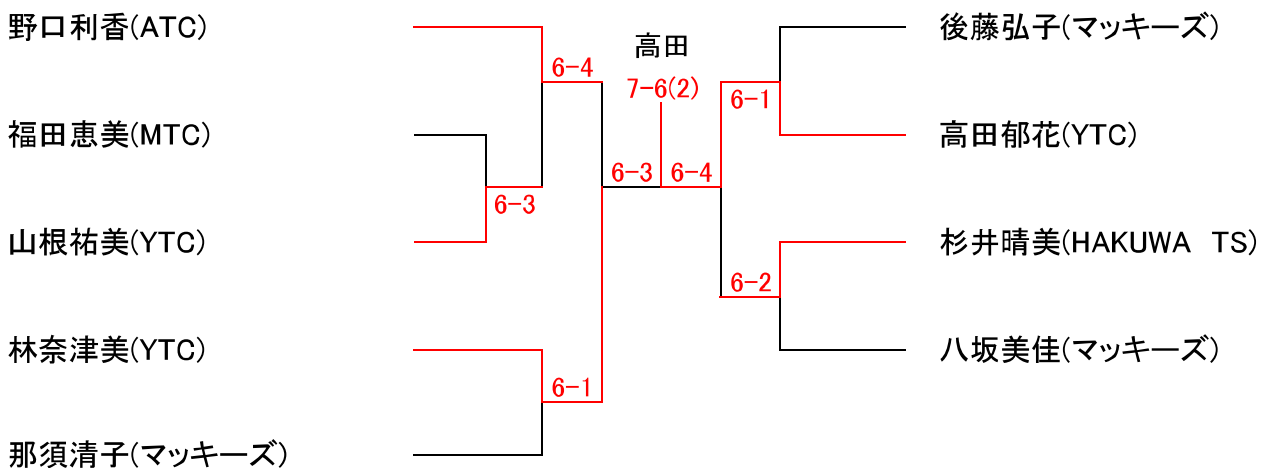 野口利香(ATC)
福田恵美(MTC)
山根祐美(YTC)
林奈津美(YTC)
那須清子(マッキーズ)
6-4
6-3
6-1
6-3
高田
7-6(2)
6-4
6-1
6-2
後藤弘子(マッキーズ)
高田郁花(YTC)
杉井晴美(HAKUWA　TS)
八坂美佳(マッキーズ)